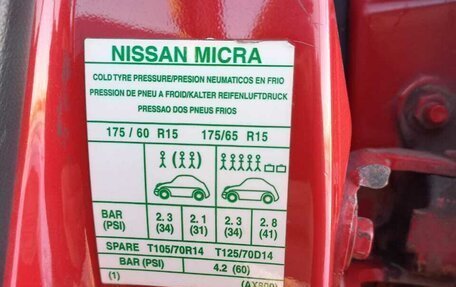 NISSAN MICRA
COLD TYRE PRESSURE/PRESION NEUMATICOS EN FRIO
PRESSION DE PNEU A FROID/KALTER REIFENLUFTDRUCK
PRESSAO DOS PNEUS FRIOS
175 / 60 R15 175/65 R15
BAR (PSI) 2. 3 (34) 2. 1 (31) 2. 3 (34) 2. 8 (41)
SPARE T105/70R14 T125/70D14
BAR (PSI) 4.2 (60)
(1) (AX800)